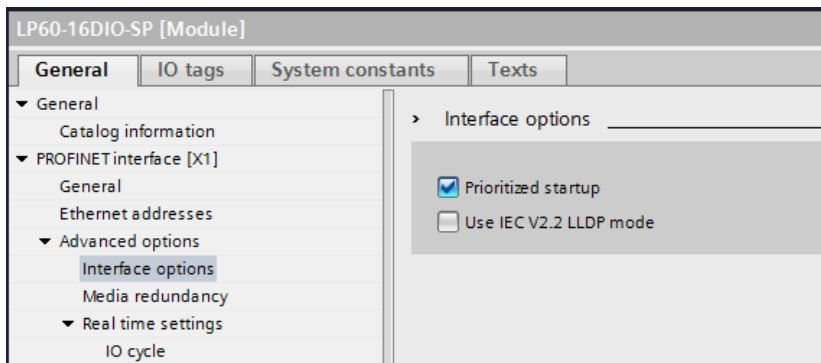 LP60-16DIO-SP [Module]
General
IO tags
System constants
Texts
General
Catalog information
PROFINET interface [X1]
General
Ethernet addresses
Advanced options
Interface options
Media redundancy
Real time settings
IO cycle
Interface options
Prioritized startup
Use IEC V2.2 LLDP mode